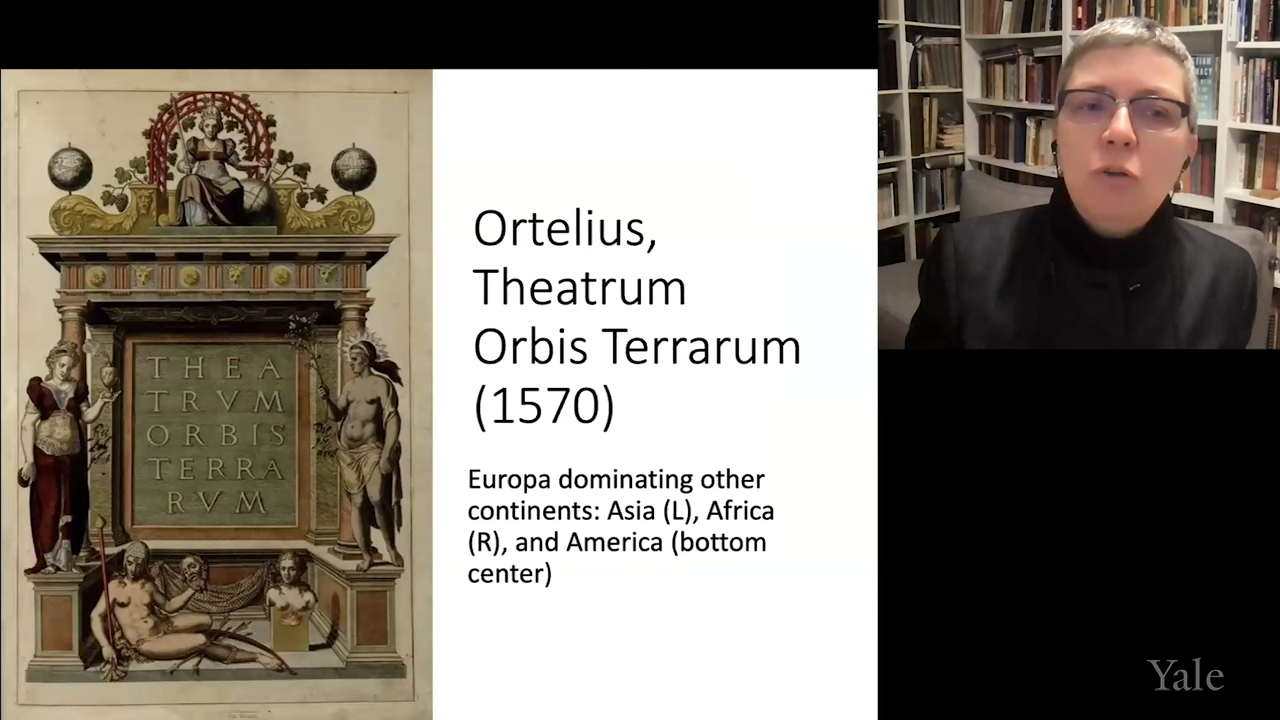 THEA
TRVM
ORBIS
TERRA
RVM
Ortelius,
Theatrum
Orbis Terrarum
(1570)
Europa dominating other
continents: Asia (L), Africa
(R), and America (bottom
center)
Yale